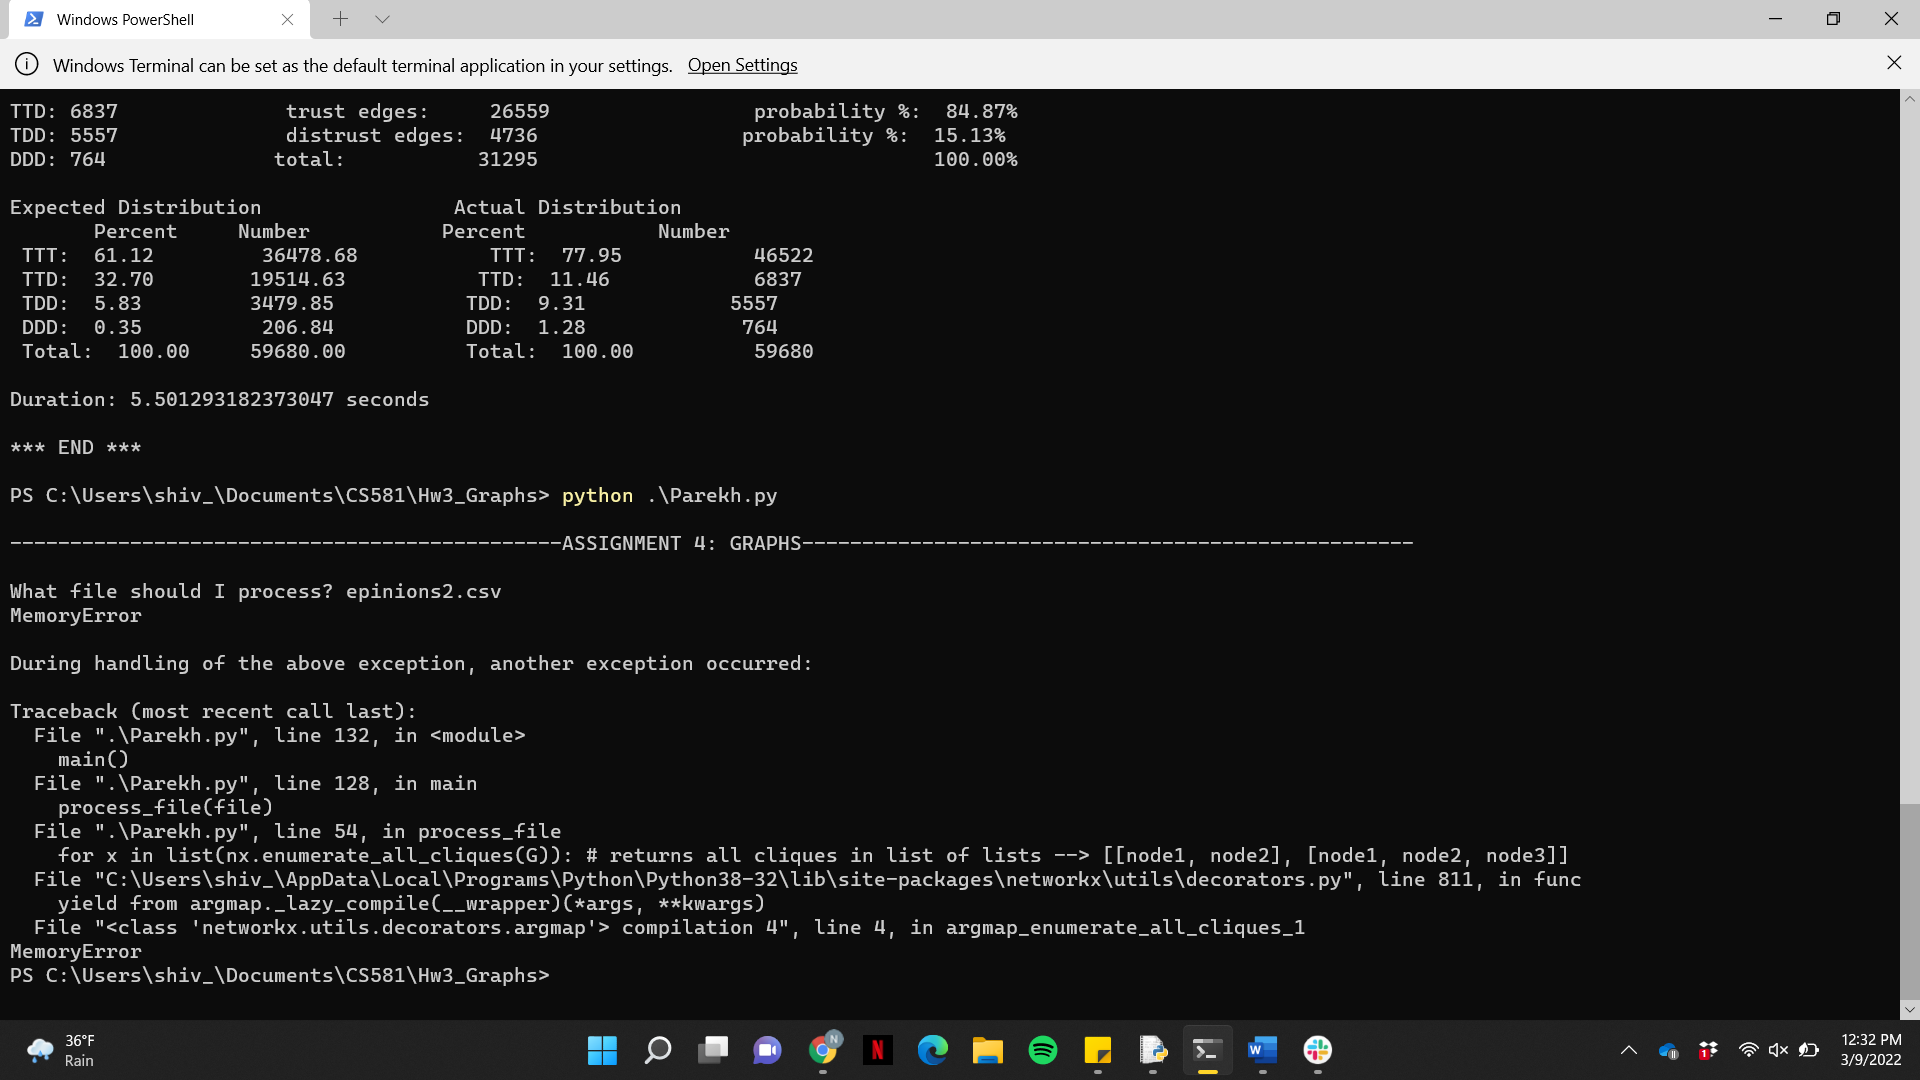 Windows PowerShell
Windows Terminal can be set as the default terminal application in your settings. Open Settings
TTD: 6837 trust edges: 26559 probability %: 84.87%
TDD: 5557 distrust edges: 4736 probability %: 15.13%
DDD: 764 total: 31295 100.00%
Expected Distribution Actual Distribution
Percent Number Percent Number
TTT: 61.12 36478.68 TTT: 77.95 46522
TTD: 32.70 19514.63 TTD: 11.46 6837
TDD: 5.83 3479.85 TDD: 9.31 5557
DDD: 0.35 206.84 DDD: 1.28 764
Total: 100.00 59680.00 Total: 100.00 59680
Duration: 5.501293182373047 seconds
*** END ***
PS C:\Users\shiv_\Documents\CS581\Hw3_Graphs> python .\Parekh.py
----------------------------------------------ASSIGNMENT 4: GRAPHS---------------------------------------------------
What file should I process? epinions2.csv
MemoryError
During handling of the above exception, another exception occurred:
Traceback (most recent call last):
File ".\Parekh.py", line 132, in <module>
main()
File ".\Parekh.py", line 128, in main
process_file(file)
File ".\Parekh.py", line 54, in process_file
for x in list(nx.enumerate_all_cliques(G)): # returns all cliques in list of lists --> [[node1, node2], [node1, node2, node3]]
File "C:\Users\shiv_\AppData\Local\Programs\Python\Python38-32\lib\site-packages\networkx\utils\decorators.py", line 811, in func
yield from argmap._lazy_compile(__wrapper)(*args, **kwargs)
File "<class 'networkx.utils.decorators.argmap'> compilation 4", line 4, in argmap_enumerate_all_cliques_1
MemoryError
PS C:\Users\shiv_\Documents\CS581\Hw3_Graphs>
36°F
Rain
N
N
W
1
12:32 PM
3/9/2022